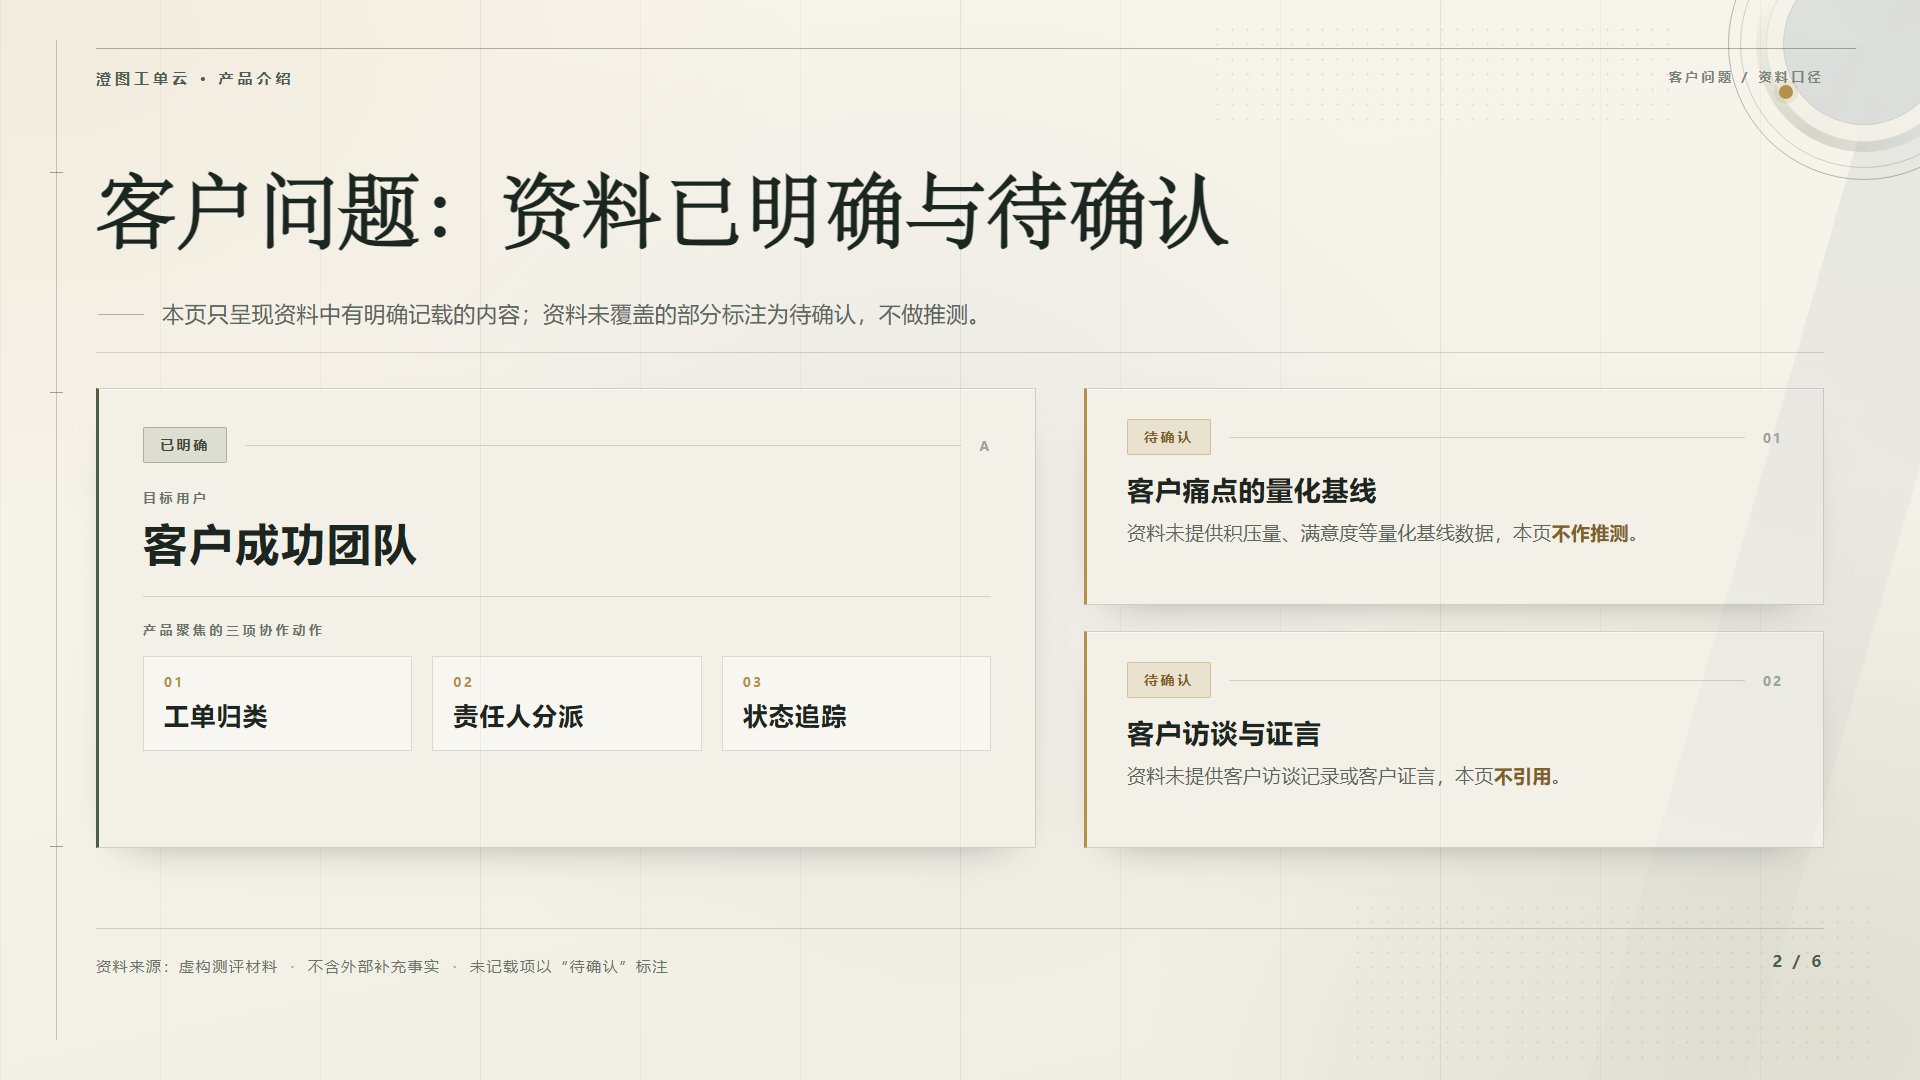 澄图工单云 • 产品介绍
客户问题 / 资料口径
客户问题：资料已明确与待确认
本页只呈现资料中有明确记载的内容；资料未覆盖的部分标注为待确认，不做推测。
已明确
A
目标用户
客户成功团队
产品聚焦的三项协作动作
01
工单归类
02
责任人分派
03
状态追踪
待确认
01
客户痛点的量化基线
资料未提供积压量、满意度等量化基线数据，本页不作推测。
待确认
02
客户访谈与证言
资料未提供客户访谈记录或客户证言，本页不引用。
资料来源：虚构测评材料 · 不含外部补充事实 · 未记载项以“待确认”标注
2 / 6